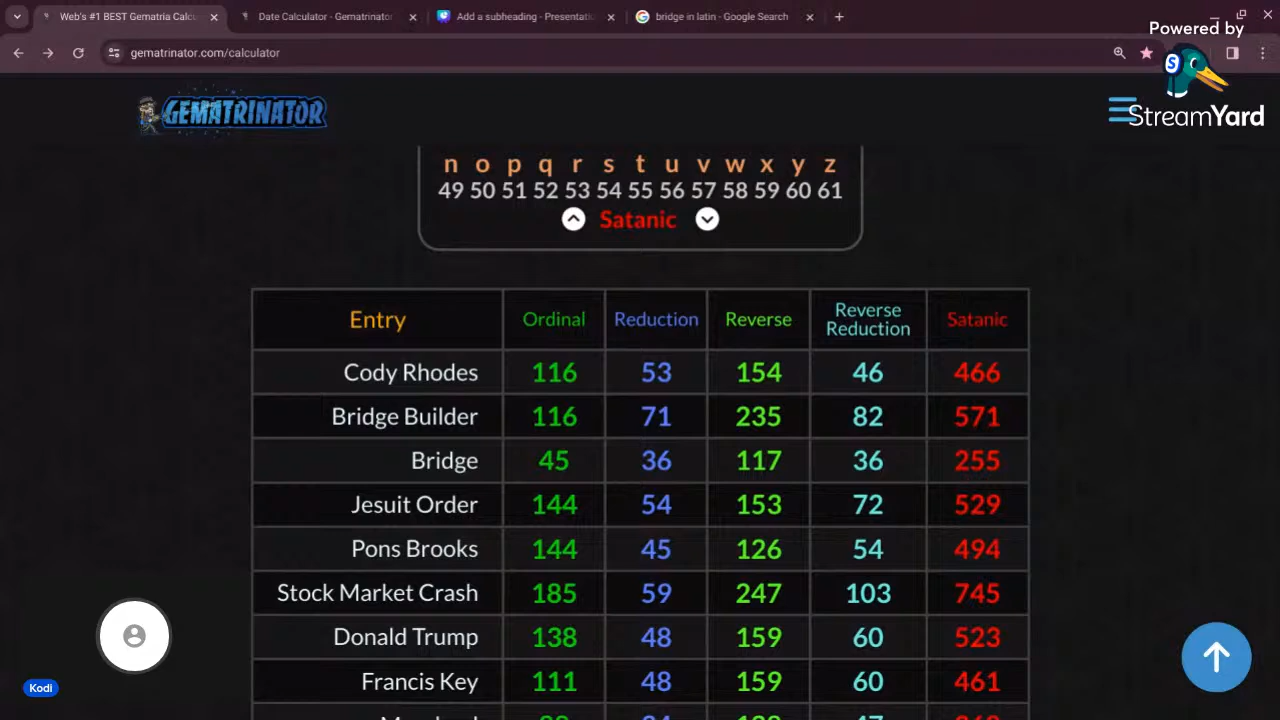 Web's #1 BEST Gematria Calcu
Date Calculator - Gematrinator
Add a subheading - Presentatio
bridge in latin - Google Search
gematrinator.com/calculator
Powered by
StreamYard
GEMATRINATOR
n o p q r s t u v w x y z
49 50 51 52 53 54 55 56 57 58 59 60 61
Satanic
Entry Ordinal Reduction Reverse Reverse Reduction Satanic
Cody Rhodes 116 53 154 46 466
Bridge Builder 116 71 235 82 571
Bridge 45 36 117 36 255
Jesuit Order 144 54 153 72 529
Pons Brooks 144 45 126 54 494
Stock Market Crash 185 59 247 103 745
Donald Trump 138 48 159 60 523
Francis Key 111 48 159 60 461
Kodi